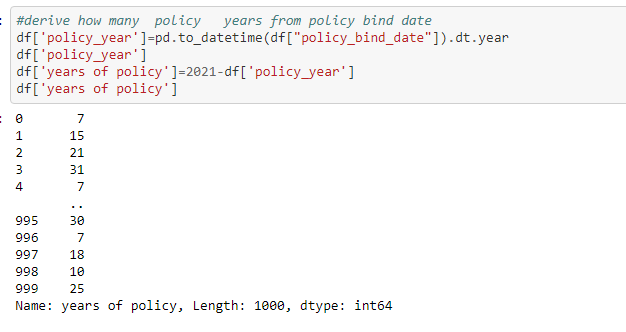 #derive how many  policy   years from policy bind date
df['policy_year']=pd.to_datetime(df["policy_bind_date"]).dt.year
df['policy_year']
df['years of policy']=2021-df['policy_year']
df['years of policy']
0       7
1      15
2      21
3      31
4       7
       ..
995    30
996     7
997    18
998    10
999    25
Name: years of policy, Length: 1000, dtype: int64